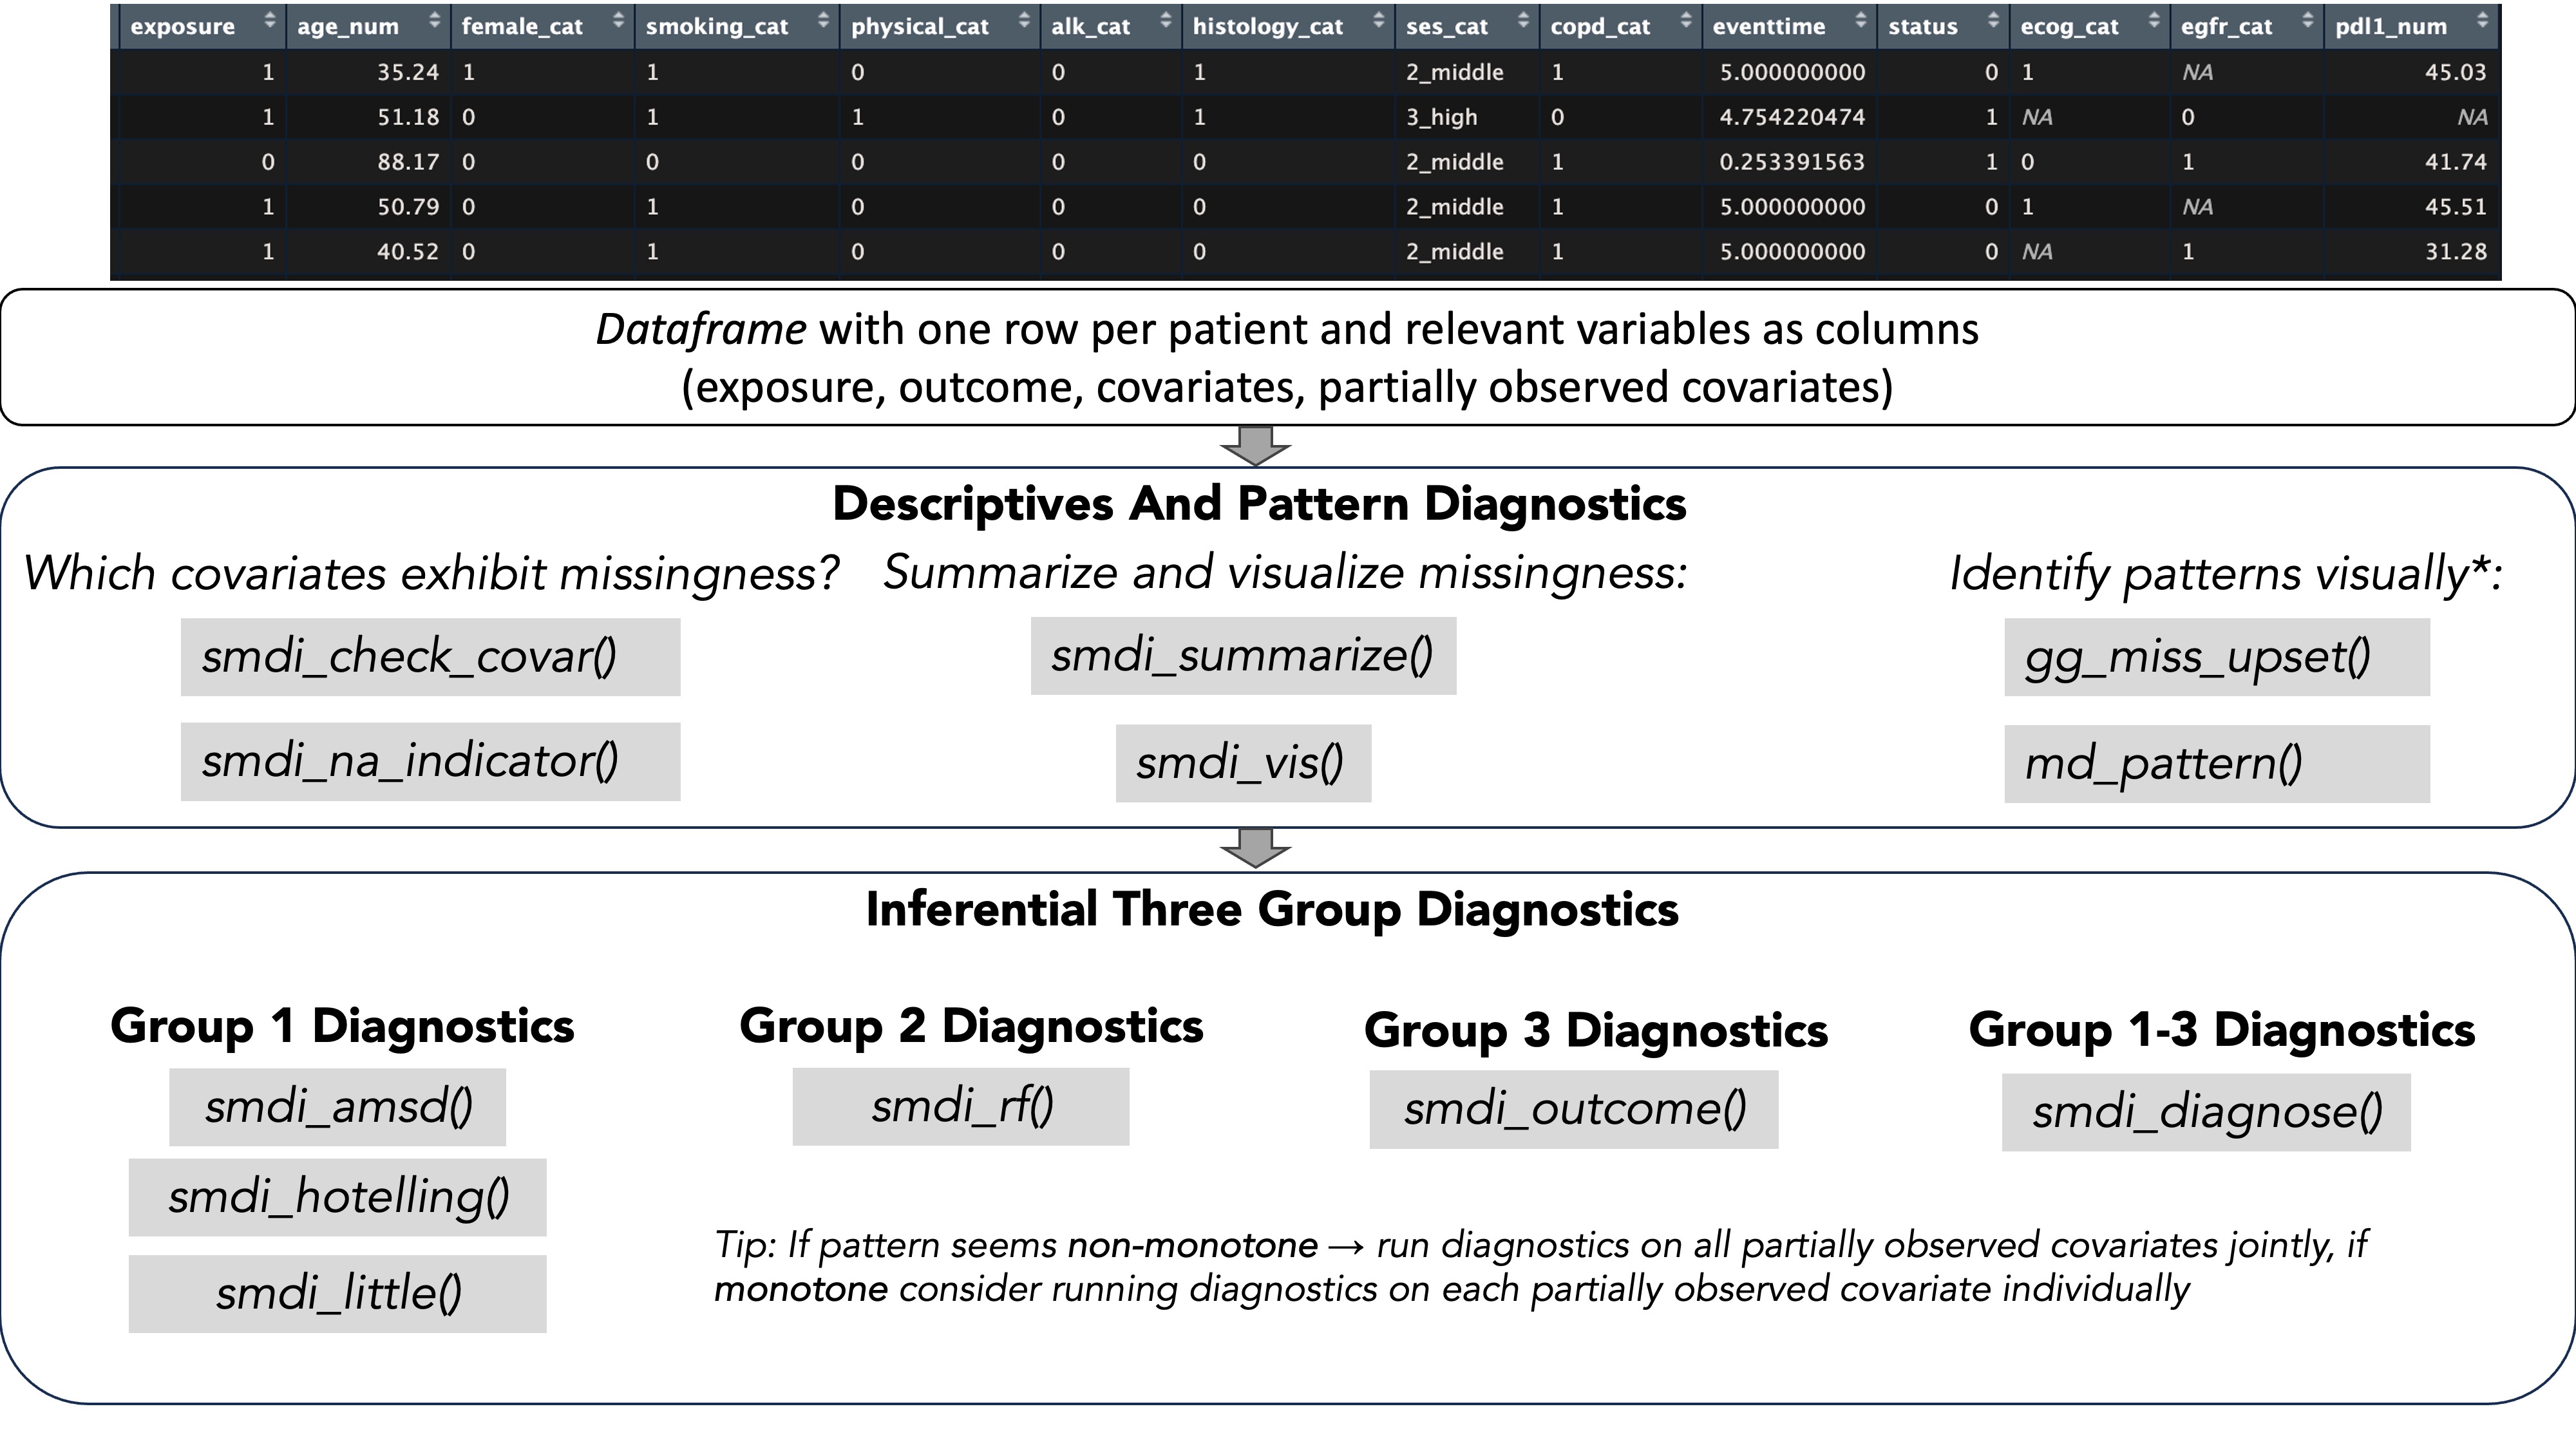 exposure age_num female_cat smoking_cat physical_cat alk_cat histology_cat ses_cat copd_cat eventtime status ecog_cat egfr_cat pdl1_num
1 35.24 1 1 0 0 1 2_middle 1 5.000000000 0 1 NA 45.03
1 51.18 0 1 1 0 1 3_high 0 4.754220474 1 NA 0 NA
0 88.17 0 0 0 0 0 2_middle 1 0.253391563 1 0 1 41.74
1 50.79 0 1 0 0 0 2_middle 1 5.000000000 0 1 NA 45.51
1 40.52 0 1 0 0 0 2_middle 1 5.000000000 0 NA 1 31.28
Dataframe with one row per patient and relevant variables as columns
(exposure, outcome, covariates, partially observed covariates)
Descriptives And Pattern Diagnostics
Which covariates exhibit missingness?
smdi_check_covar()
smdi_na_indicator()
Summarize and visualize missingness:
smdi_summarize()
smdi_vis()
Identify patterns visually*:
gg_miss_upset()
md_pattern()
Inferential Three Group Diagnostics
Group 1 Diagnostics
smdi_amsd()
smdi_hotelling()
smdi_little()
Group 2 Diagnostics
smdi_rf()
Group 3 Diagnostics
smdi_outcome()
Group 1-3 Diagnostics
smdi_diagnose()
Tip: If pattern seems non-monotone → run diagnostics on all partially observed covariates jointly, if
monotone consider running diagnostics on each partially observed covariate individually